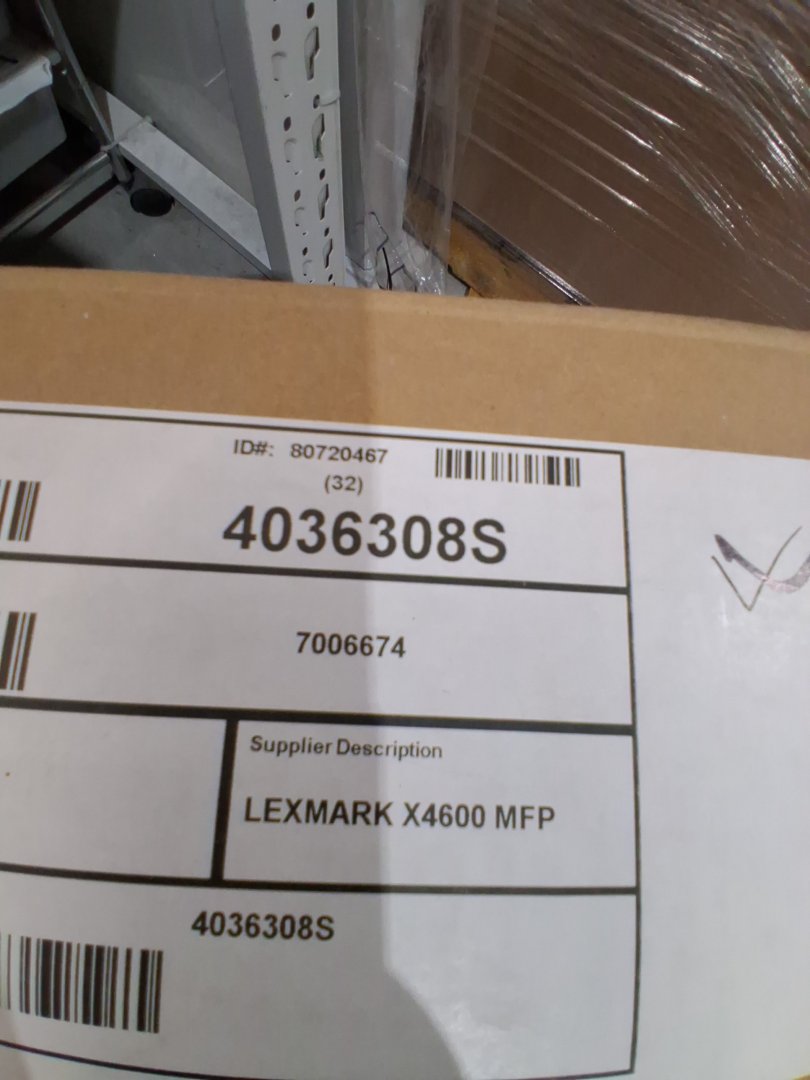 ID#: 80720467
(32)
4036308S
7006674
Supplier Description
LEXMARK X4600 MFP
4036308S